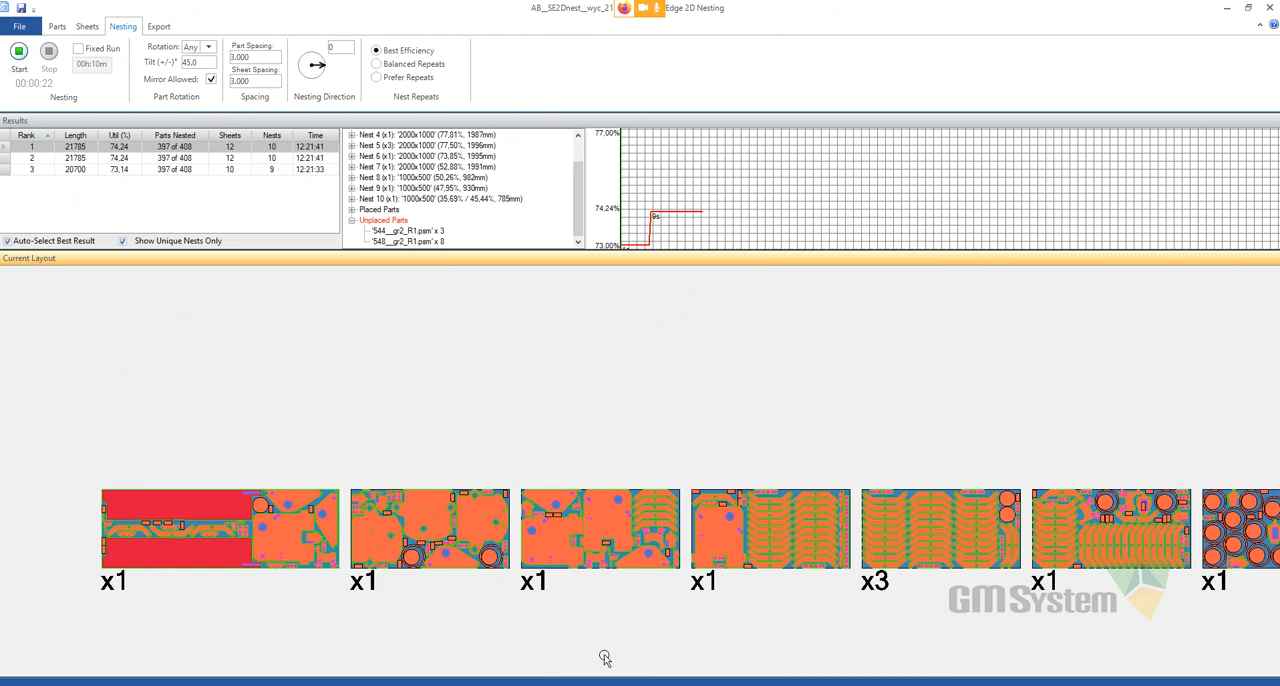 AB__SE2Dnest__wyc_21 Edge 2D Nesting
File Parts Sheets Nesting Export
Start Stop Fixed Run 00h:10m
00:00:22
Nesting
Rotation: Any
Tilt (+/-)° 45.0
Mirror Allowed:
Part Rotation
Part Spacing:
3.000
Sheet Spacing:
3.000
Spacing
0
Nesting Direction
Best Efficiency
Balanced Repeats
Prefer Repeats
Nest Repeats
Results
Rank Length Util (%) Parts Nested Sheets Nests Time
1 21785 74,24 397 of 408 12 10 12:21:41
2 21785 74,24 397 of 408 12 10 12:21:41
3 20700 73,14 397 of 408 10 9 12:21:33
Auto-Select Best Result Show Unique Nests Only
Nest 4 (x1): '2000x1000' (77,81%, 1987mm)
Nest 5 (x3): '2000x1000' (77,50%, 1996mm)
Nest 6 (x1): '2000x1000' (73,85%, 1995mm)
Nest 7 (x1): '2000x1000' (52,88%, 1991mm)
Nest 8 (x1): '1000x500' (50,26%, 982mm)
Nest 9 (x1): '1000x500' (47,95%, 930mm)
Nest 10 (x1): '1000x500' (35,69% / 45,44%, 785mm)
Placed Parts
Unplaced Parts
'544__gr2_R1.psm' x 3
'548__gr2_R1.psm' x 8
77,00%
74,24%
73,00%
9s
Current Layout
x1 x1 x1 x1 x3 x1 x1
GM System